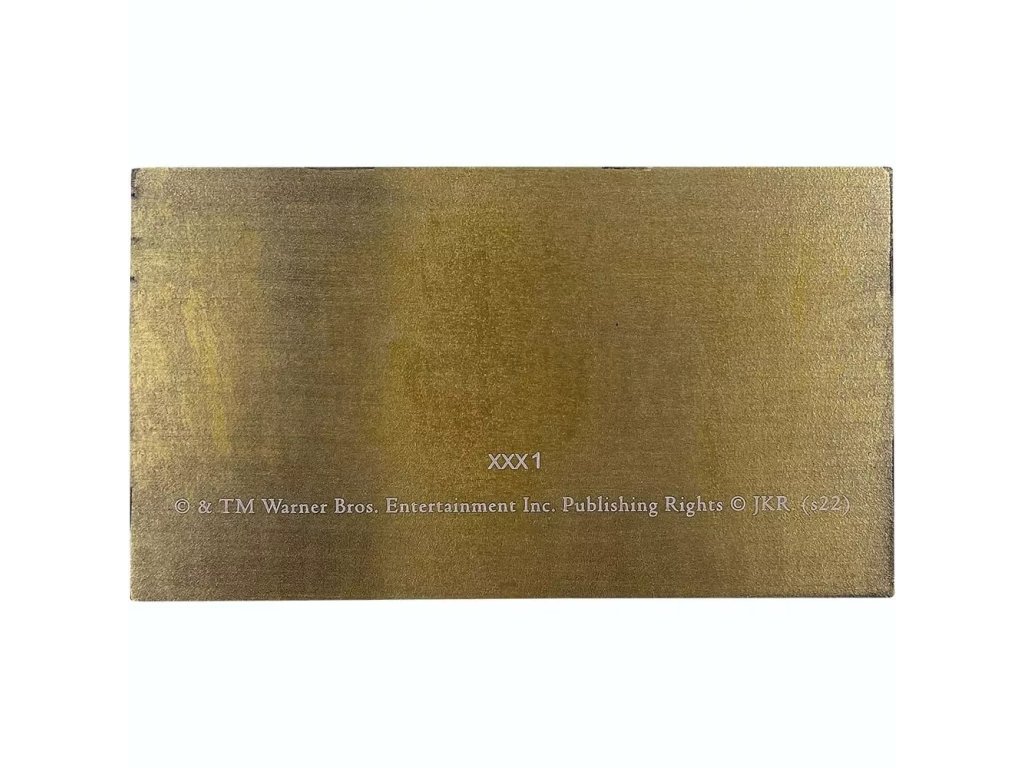 XXX1
© & TM Warner Bros. Entertainment Inc. Publishing Rights © JKR. (s22)